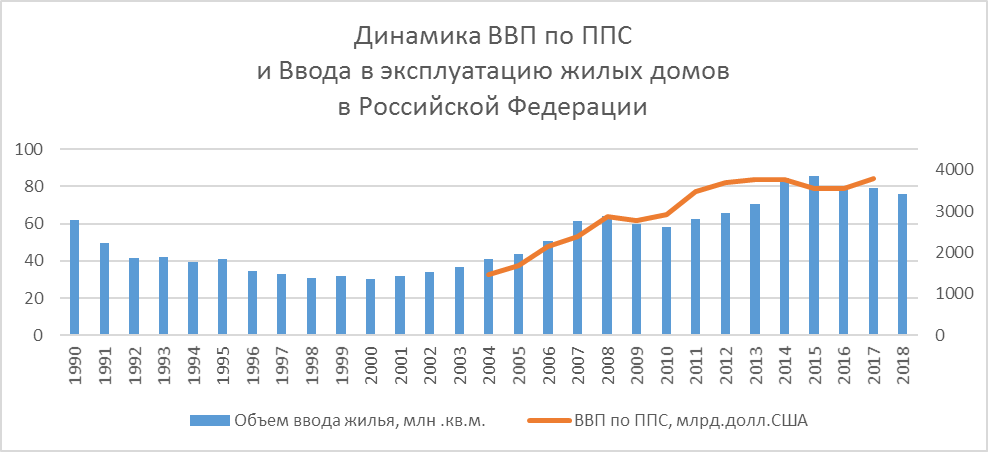 Динамика ВВП по ППС
и Ввода в эксплуатацию жилых домов
в Российской Федерации
100
80
60
40
20
0
4000
3000
2000
1000
0
1990 1991 1992 1993 1994 1995 1996 1997 1998 1999 2000 2001 2002 2003 2004 2005 2006 2007 2008 2009 2010 2011 2012 2013 2014 2015 2016 2017 2018
Объем ввода жилья, млн .кв.м. ВВП по ППС, млрд.долл.США